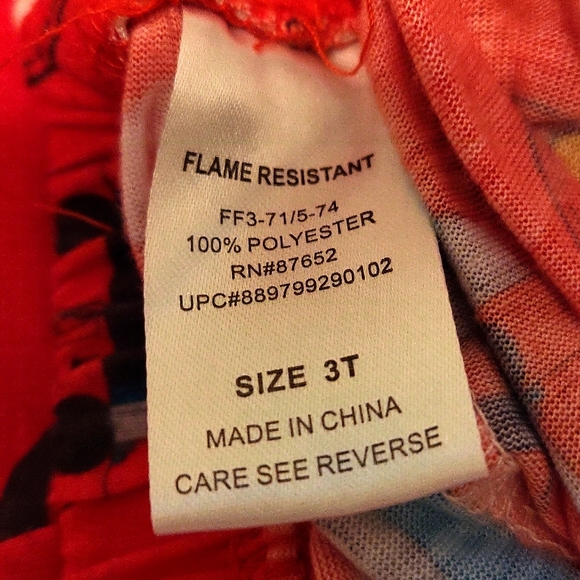 FLAME RESISTANT
FF3-71/5-74
100% POLYESTER
RN#87652
UPC#889799290102
SIZE 3T
MADE IN CHINA
CARE SEE REVERSE